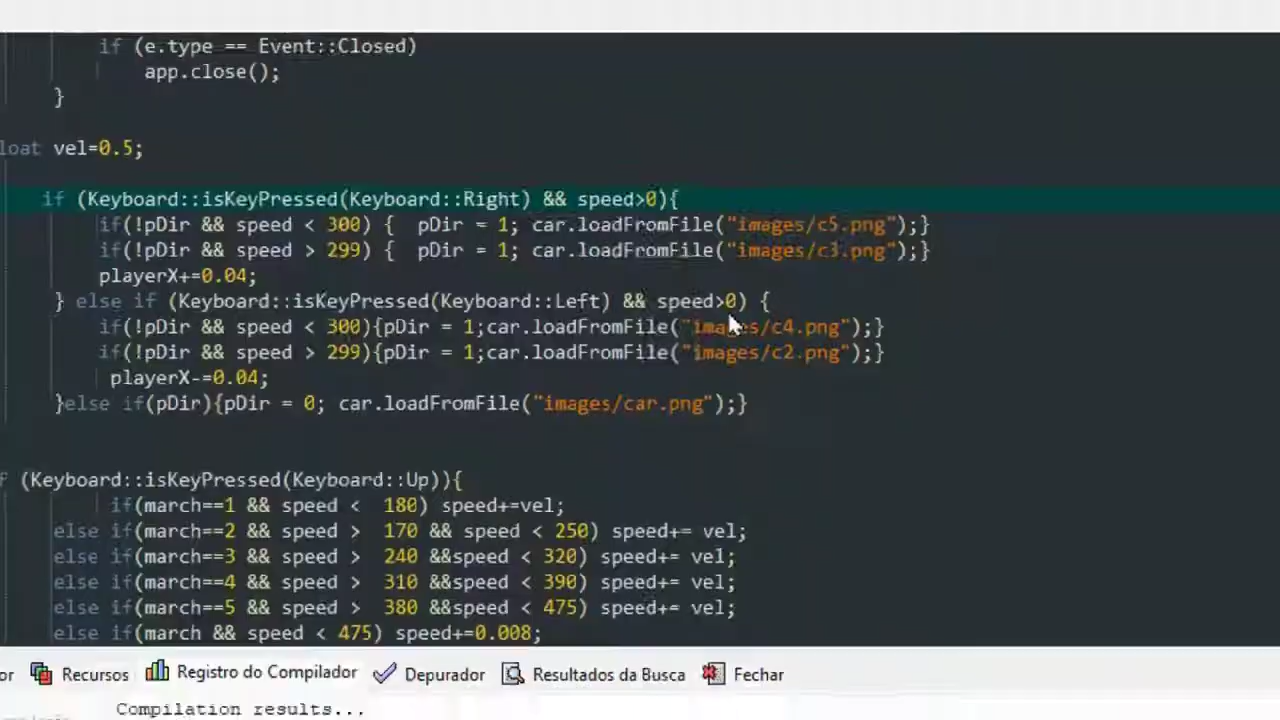 if (e.type == Event::Closed)
app.close();
}
loat vel=0.5;
if (Keyboard::isKeyPressed(Keyboard::Right) && speed>0){
if(!pDir && speed < 300) {  pDir = 1; car.loadFromFile("images/c5.png");}
if(!pDir && speed > 299) {  pDir = 1; car.loadFromFile("images/c3.png");}
playerX+=0.04;
} else if (Keyboard::isKeyPressed(Keyboard::Left) && speed>0) {
if(!pDir && speed < 300){pDir = 1;car.loadFromFile("images/c4.png");}
if(!pDir && speed > 299){pDir = 1;car.loadFromFile("images/c2.png");}
playerX-=0.04;
}else if(pDir){pDir = 0; car.loadFromFile("images/car.png");}
f (Keyboard::isKeyPressed(Keyboard::Up)){
if(march==1 && speed <  180) speed+=vel;
else if(march==2 && speed >  170 && speed < 250) speed+= vel;
else if(march==3 && speed >  240 &&speed < 320) speed+= vel;
else if(march==4 && speed >  310 &&speed < 390) speed+= vel;
else if(march==5 && speed >  380 &&speed < 475) speed+= vel;
else if(march && speed < 475) speed+=0.008;
or Recursos Registro do Compilador Depurador Resultados da Busca Fechar
Compilation results...